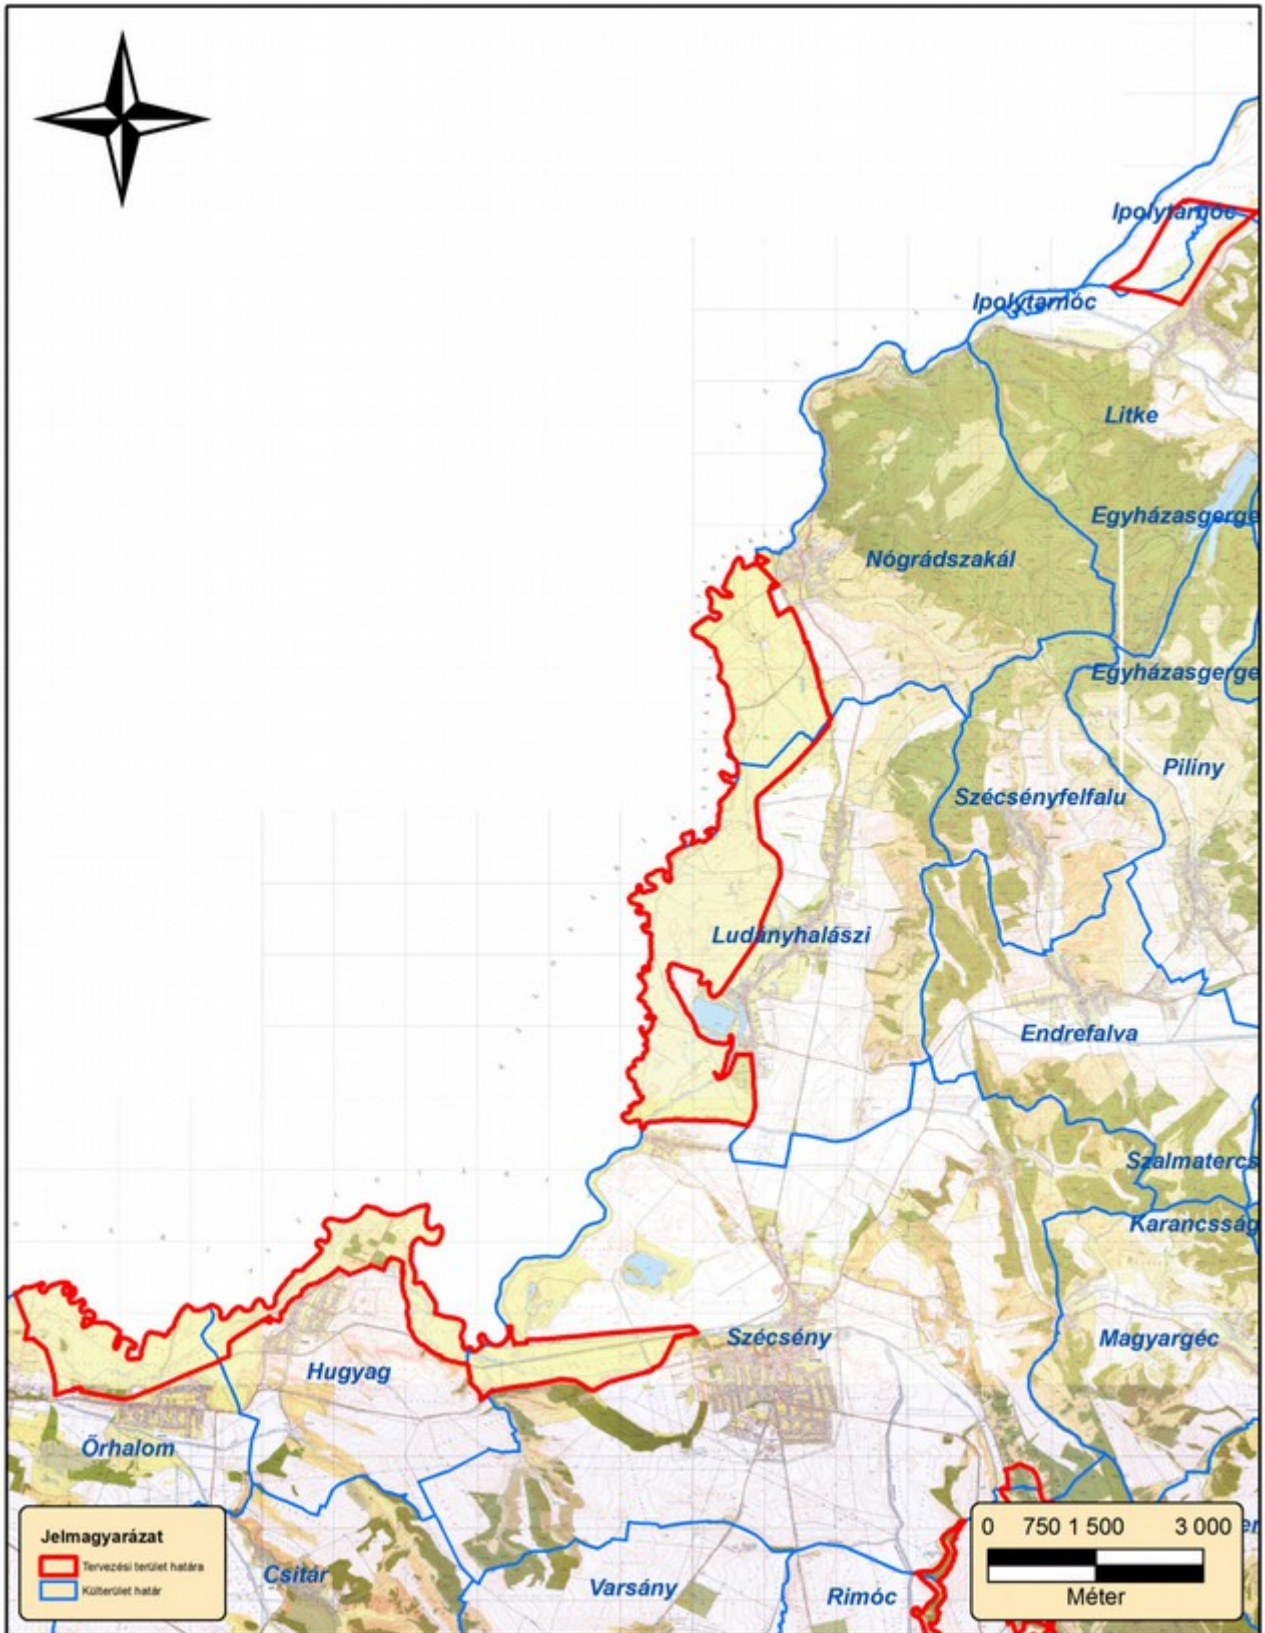 Ipolytarnóc
Ipolytarnóc
Litke
Egyházasgerge
Nógrádszakál
Egyházasgerge
Piliny
Szécsényfelfalu
Ludányhalászi
Endrefalva
Szalmatercs
Karancsság
Szécsény
Magyargéc
Hugyag
Őrhalom
Csitár
Varsány
Rimóc
Jelmagyarázat
Tervezési terület határa
Külterület határ
0 750 1 500 3 000
Méter